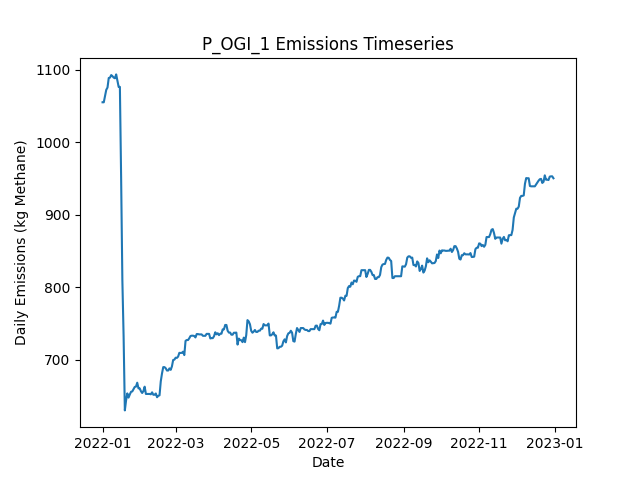 P_OGI_1 Emissions Timeseries
Daily Emissions (kg Methane)
1100
1000
900
800
700
2022-01 2022-03 2022-05 2022-07 2022-09 2022-11 2023-01
Date